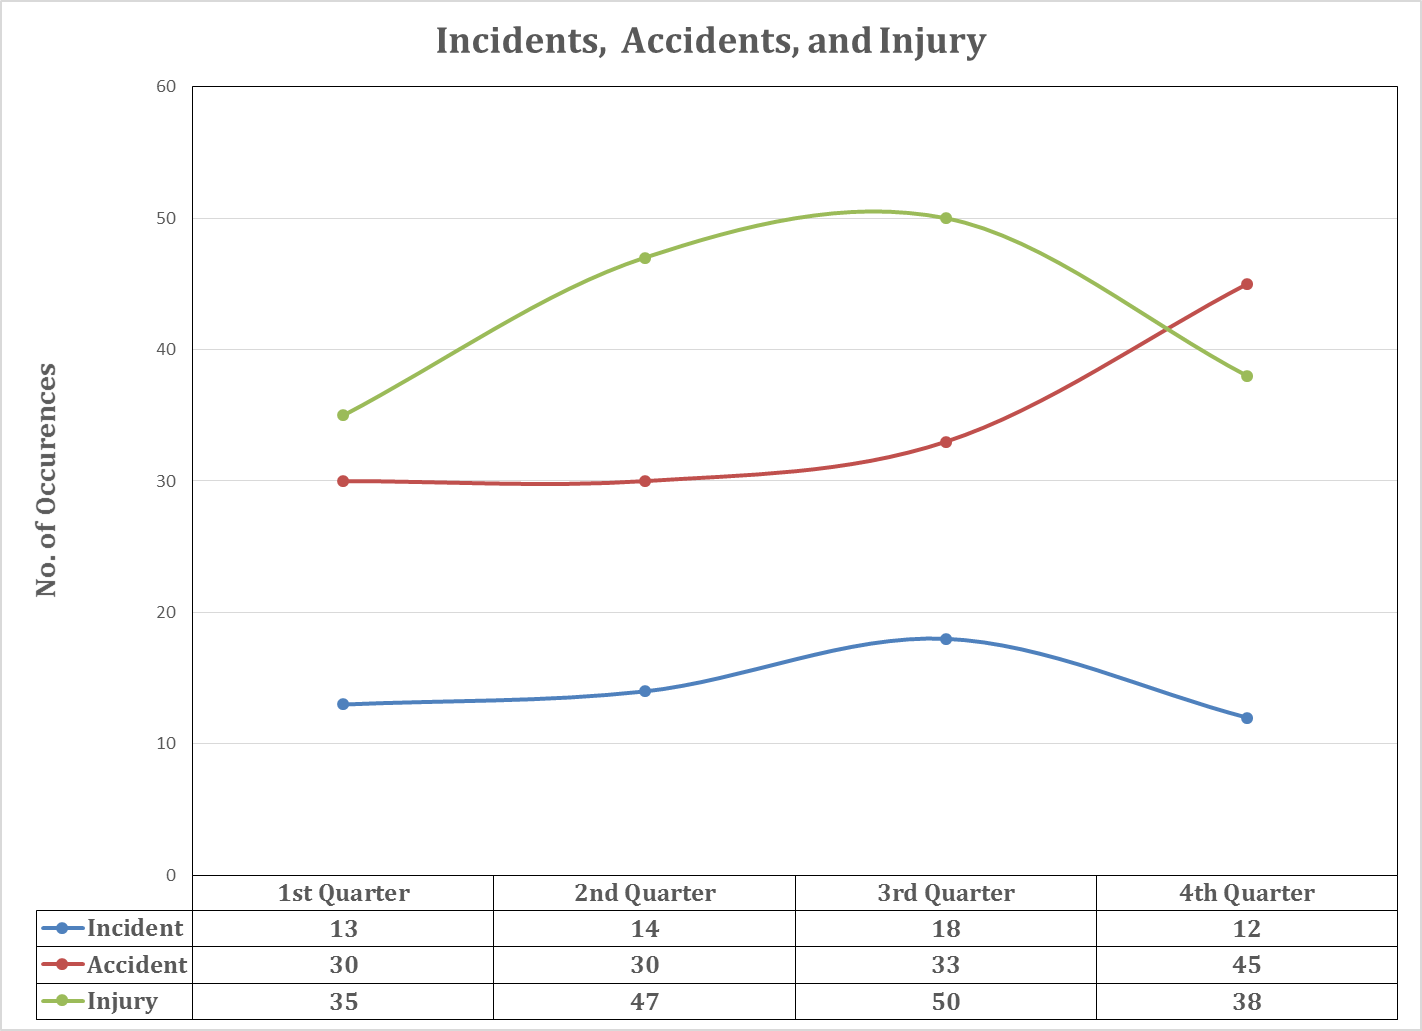 Incidents,  Accidents, and Injury
60
50
40
30
20
10
0
No. of Occurences
1st Quarter 2nd Quarter 3rd Quarter 4th Quarter
Incident 13 14 18 12
Accident 30 30 33 45
Injury 35 47 50 38